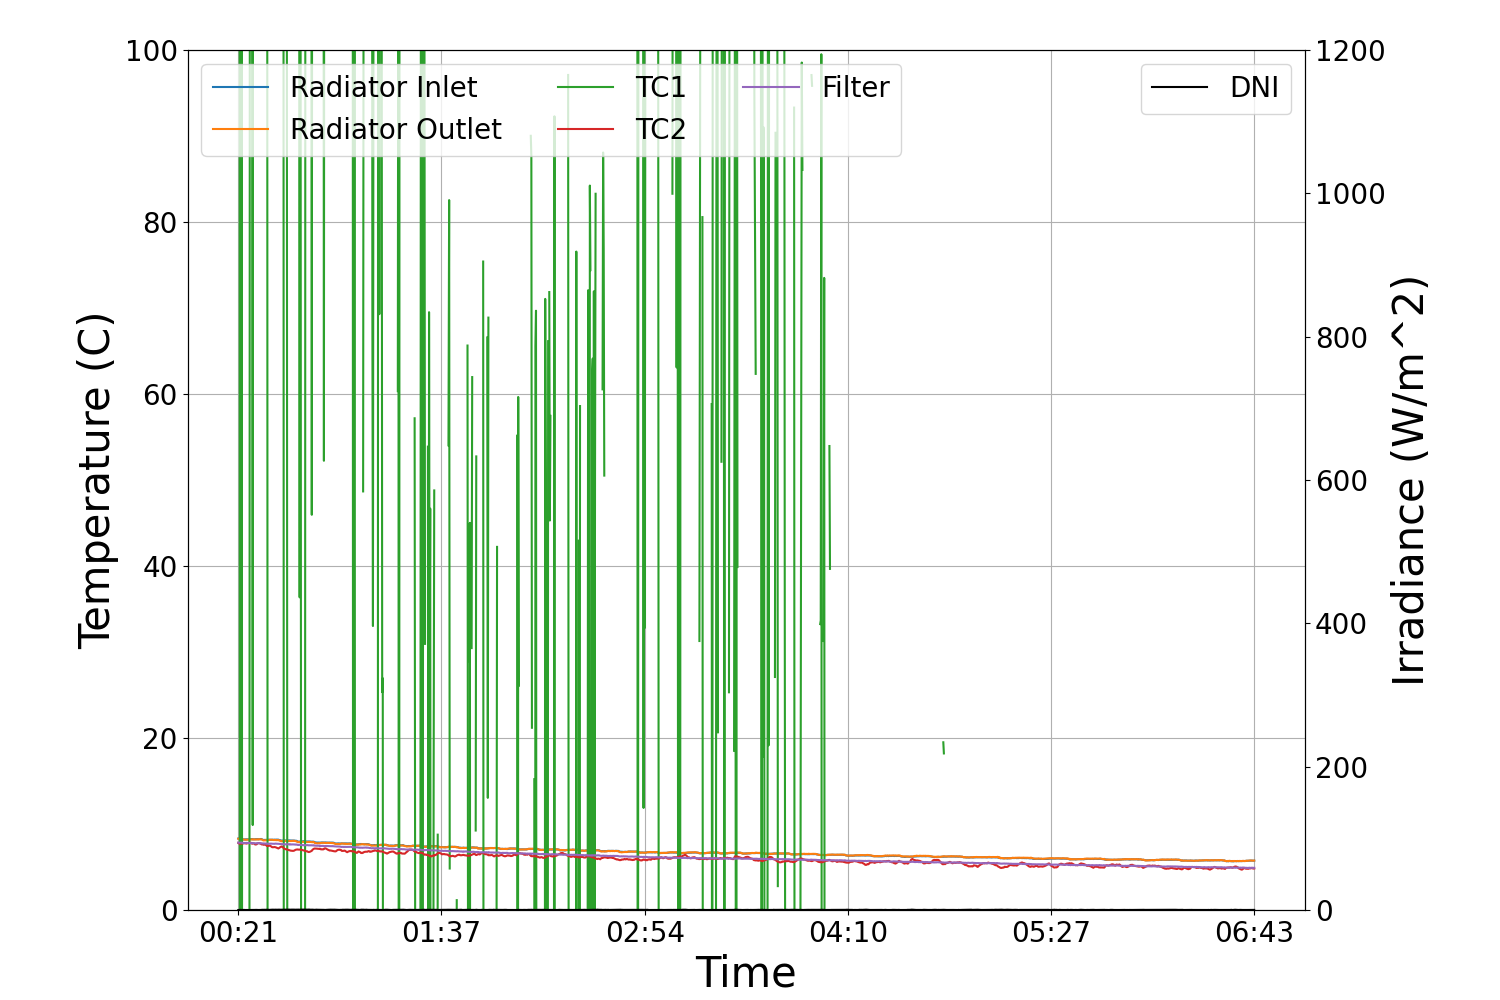 100
80
60
40
20
0
Temperature (C)
Radiator Inlet
Radiator Outlet
TC1
TC2
Filter
DNI
1200
1000
800
600
400
200
0
Irradiance (W/m^2)
00:21 01:37 02:54 04:10 05:27 06:43
Time